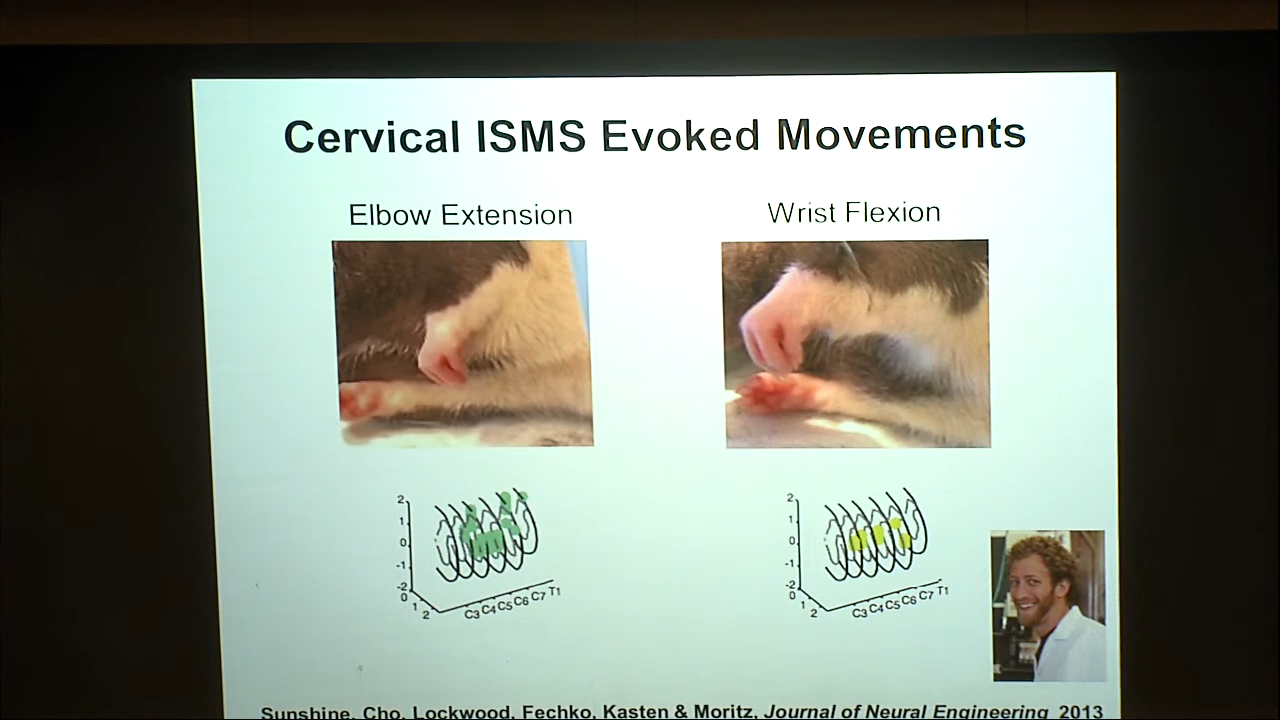 Cervical ISMS Evoked Movements
Elbow Extension
Wrist Flexion
2
1
0
-1
-2
0
1
2
C3 C4 C5 C6 C7 T1
2
1
0
-1
-2
0
1
2
C3 C4 C5 C6 C7 T1
Sunshine, Cho, Lockwood, Fechko, Kasten & Moritz, Journal of Neural Engineering 2013